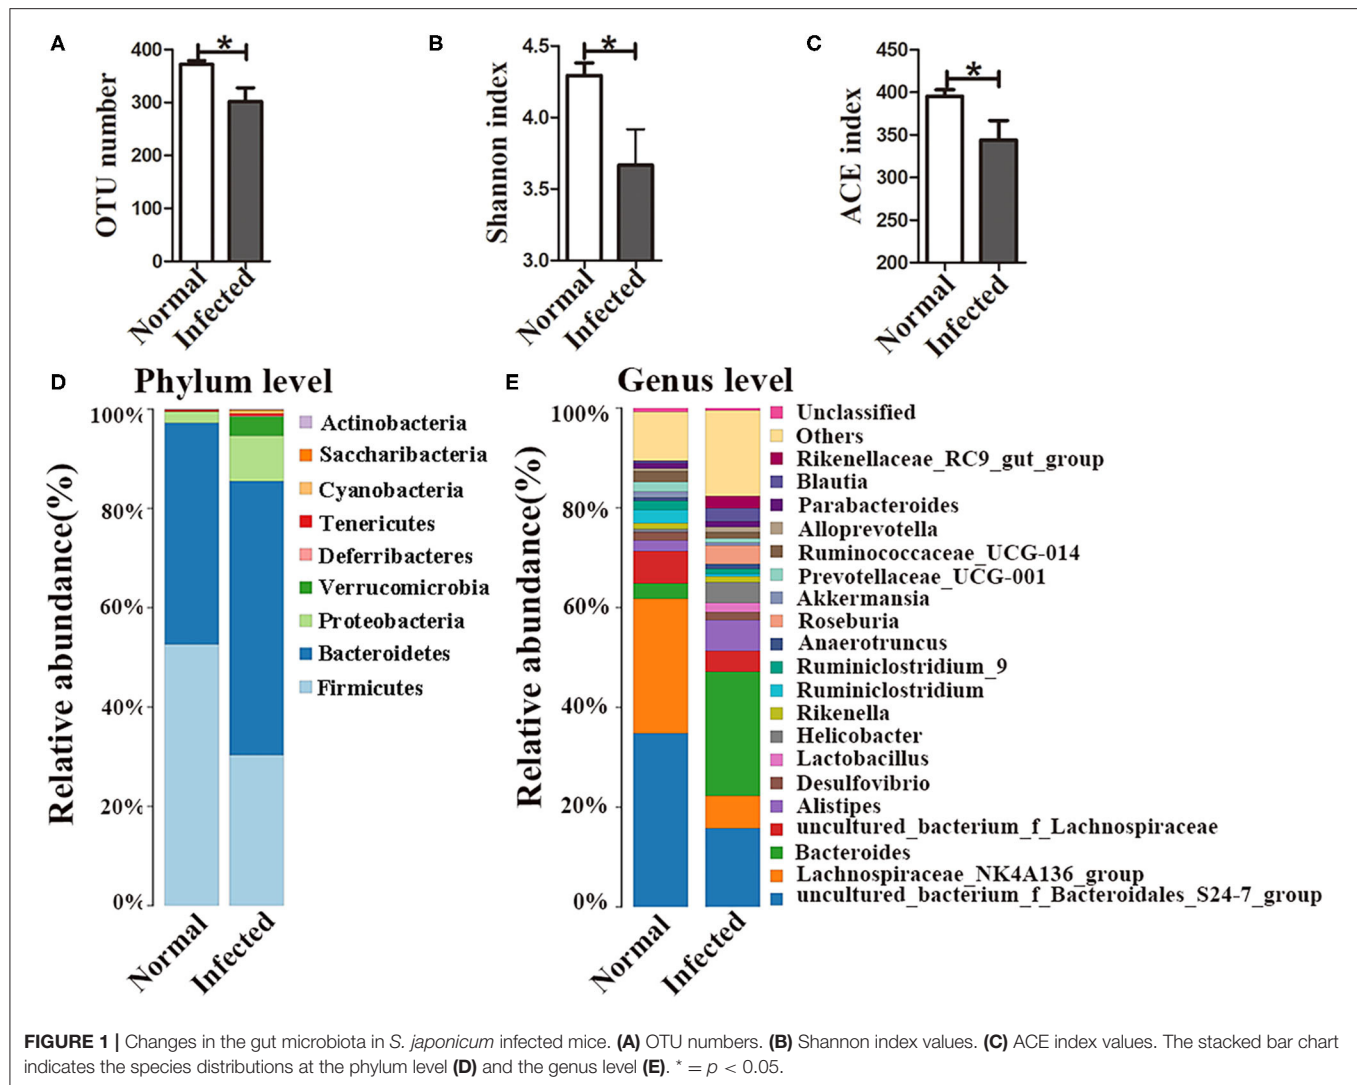 A
OTU number
400
300
200
100
0
*
Normal
Infected
B
Shannon index
4.5
4.0
3.5
3.0
*
Normal
Infected
C
ACE index
450
400
350
300
250
200
*
Normal
Infected
D
Phylum level
Relative abundance(%)
100%
80%
60%
40%
20%
0%
Normal
Infected
Actinobacteria
Saccharibacteria
Cyanobacteria
Tenericutes
Deferribacteres
Verrucomicrobia
Proteobacteria
Bacteroidetes
Firmicutes
E
Genus level
Relative abundance(%)
100%
80%
60%
40%
20%
0%
Normal
Infected
Unclassified
Others
Rikenellaceae_RC9_gut_group
Blautia
Parabacteroides
Alloprevotella
Ruminococcaceae_UCG-014
Prevotellaceae_UCG-001
Akkermansia
Roseburia
Anaerotruncus
Ruminiclostridium_9
Ruminiclostridium
Rikenella
Helicobacter
Lactobacillus
Desulfovibrio
Alistipes
uncultured_bacterium_f_Lachnospiraceae
Bacteroides
Lachnospiraceae_NK4A136_group
uncultured_bacterium_f_Bacteroidales_S24-7_group
FIGURE 1 | Changes in the gut microbiota in S. japonicum infected mice. (A) OTU numbers. (B) Shannon index values. (C) ACE index values. The stacked bar chart
indicates the species distributions at the phylum level (D) and the genus level (E). * = p < 0.05.